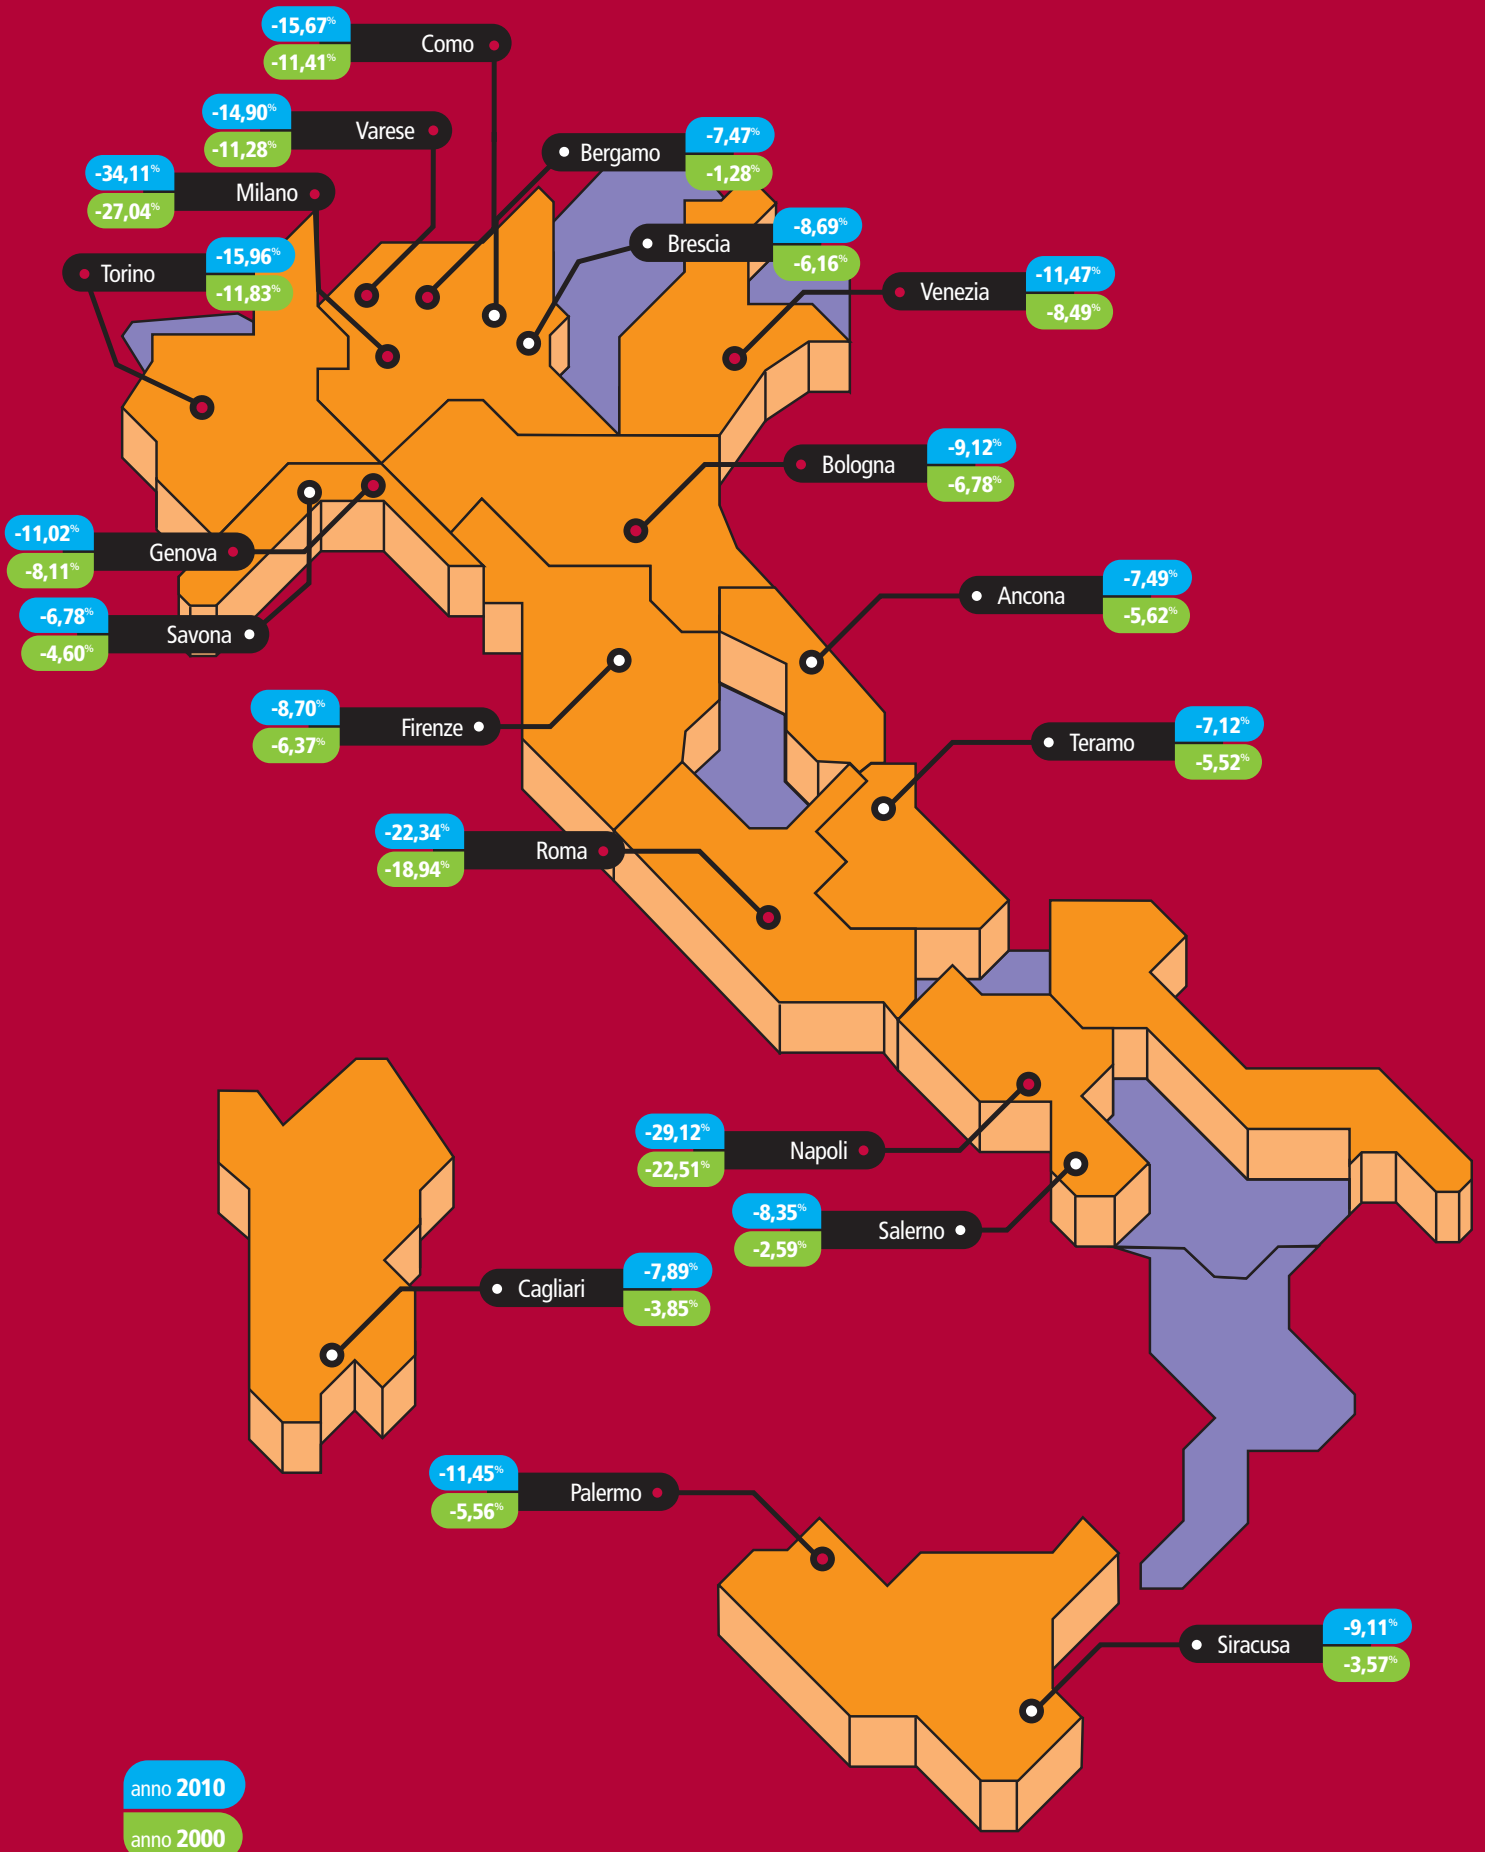 -15,67%
Como
-11,41%
-14,90%
Varese
-11,28%
-7,47%
Bergamo
-1,28%
-34,11%
Milano
-27,04%
-8,69%
Brescia
-6,16%
-15,96%
Torino
-11,83%
-11,47%
Venezia
-8,49%
-9,12%
Bologna
-6,78%
-11,02%
Genova
-8,11%
-7,49%
Ancona
-5,62%
-6,78%
Savona
-4,60%
-8,70%
Firenze
-6,37%
-7,12%
Teramo
-5,52%
-22,34%
Roma
-18,94%
-29,12%
Napoli
-22,51%
-8,35%
Salerno
-2,59%
-7,89%
Cagliari
-3,85%
-11,45%
Palermo
-5,56%
-9,11%
Siracusa
-3,57%
anno 2010
anno 2000